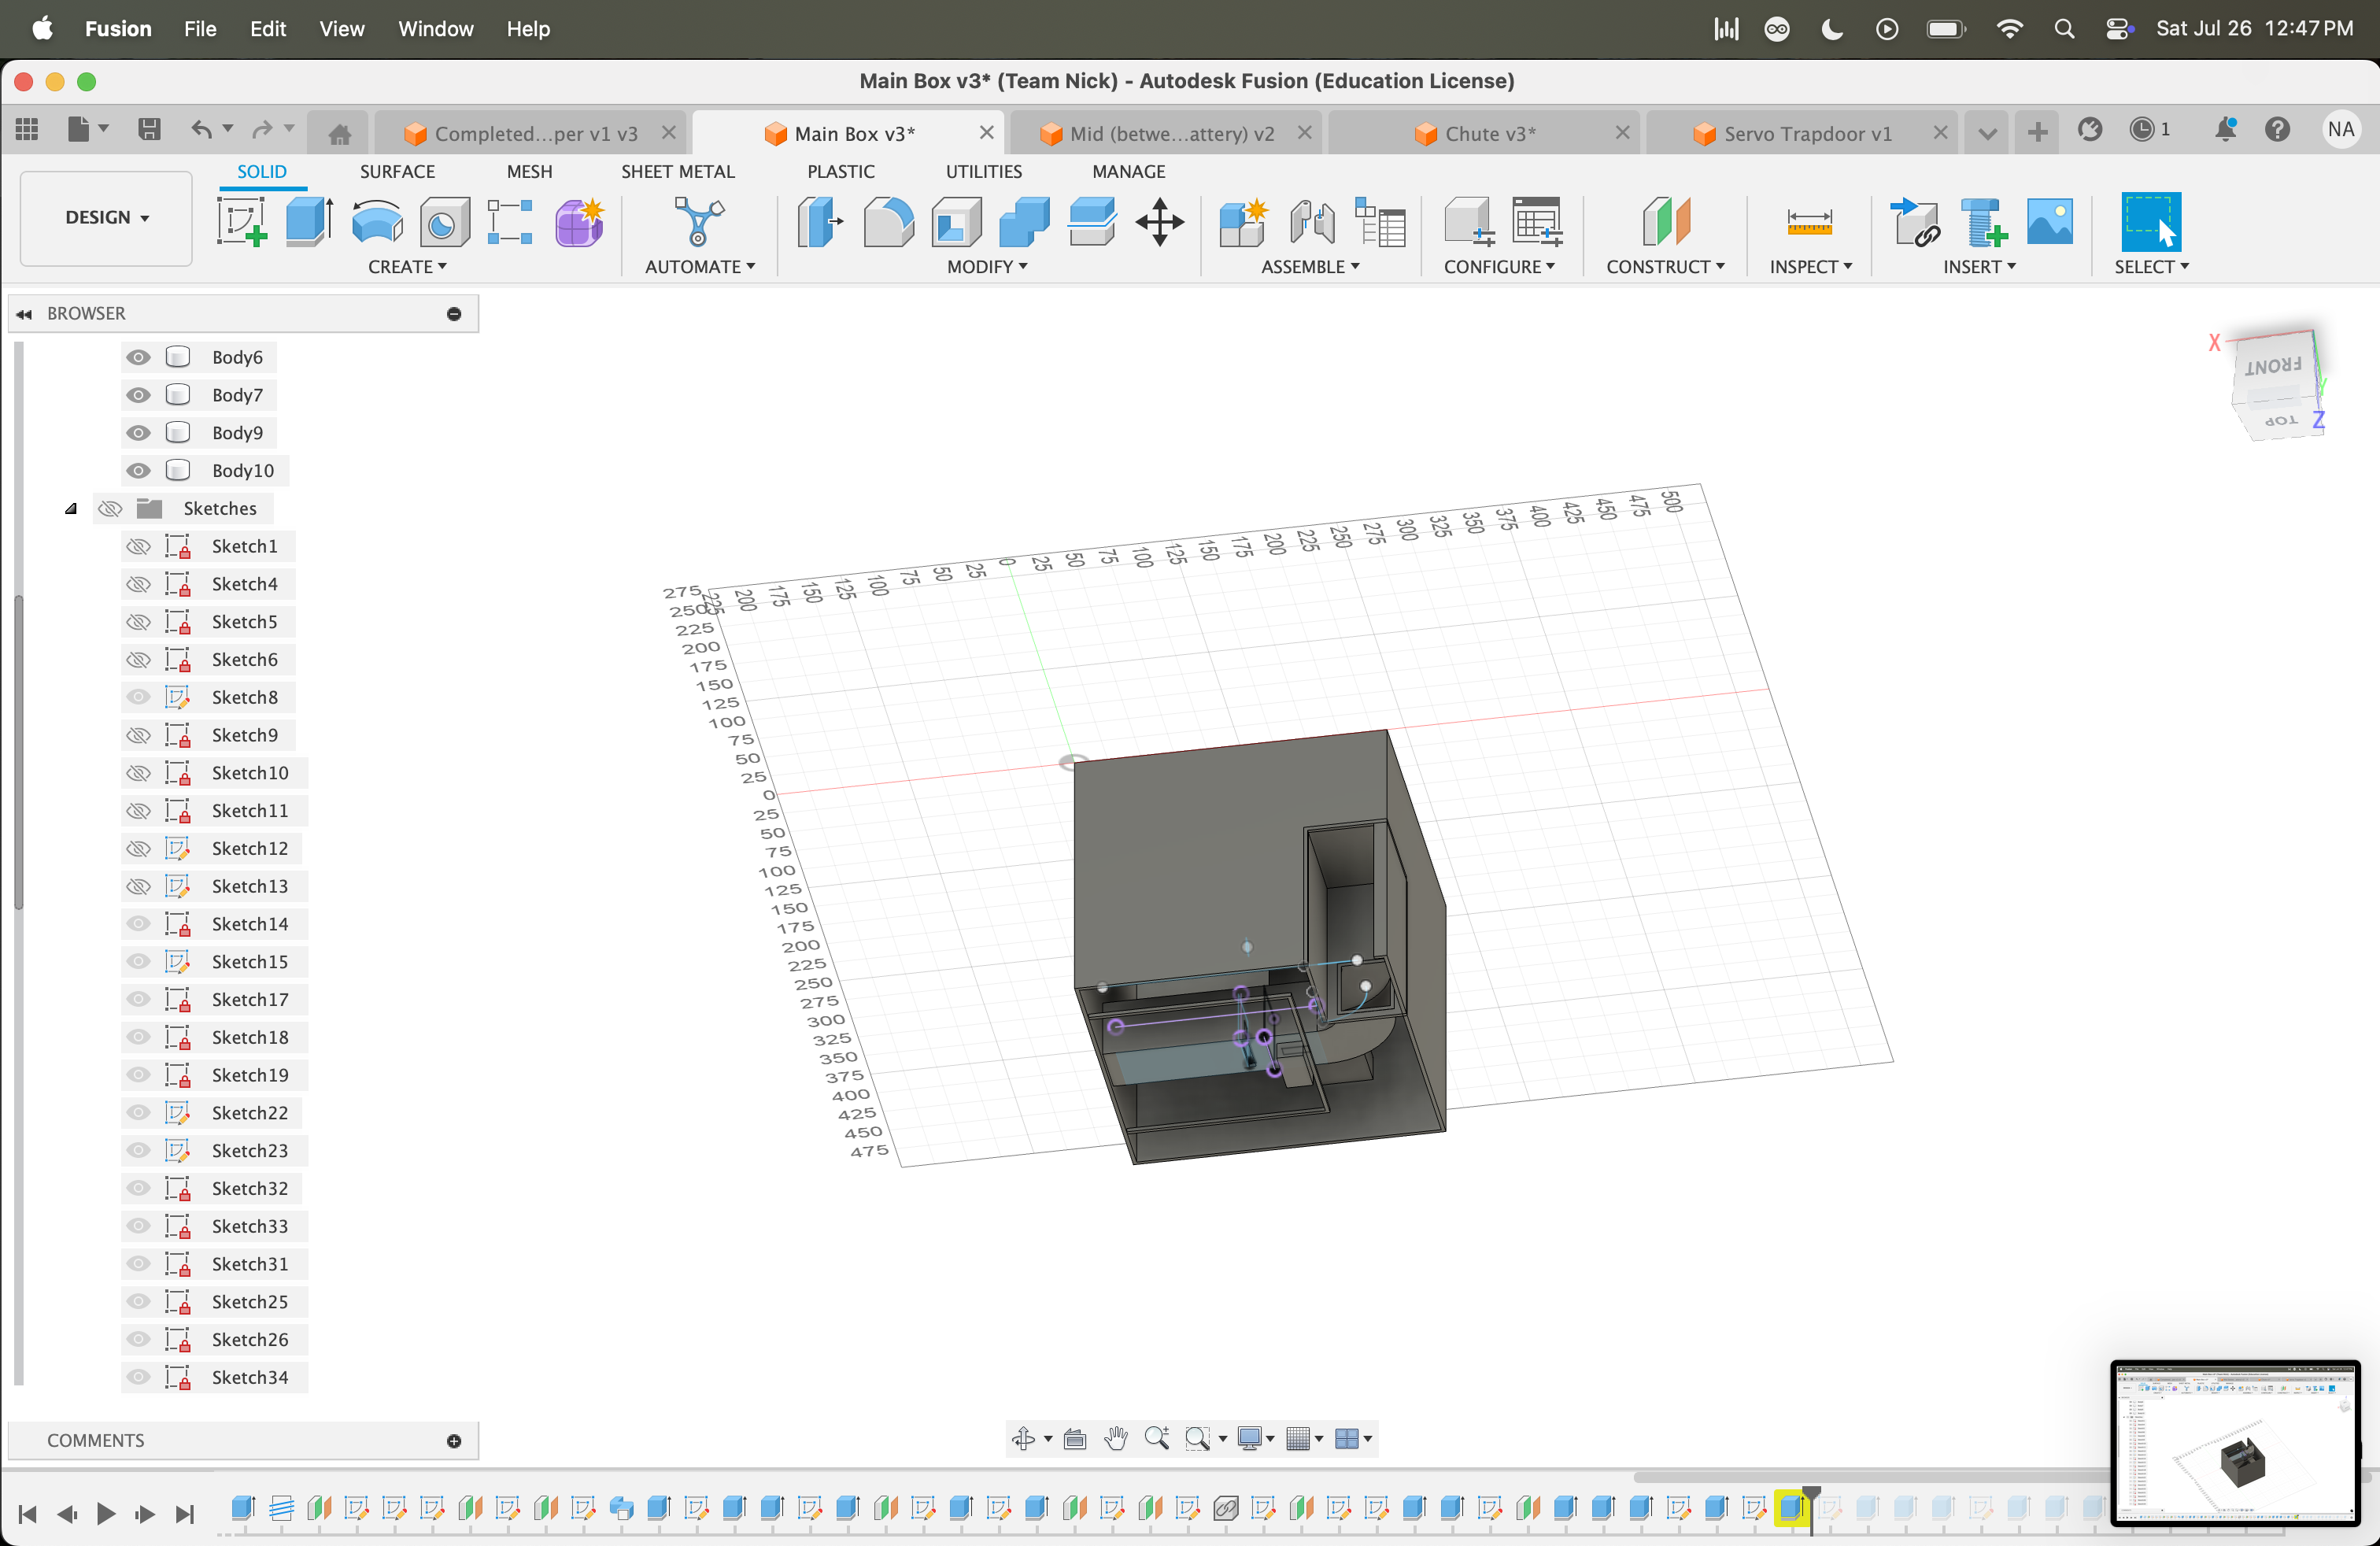 Fusion File Edit View Window Help Sat Jul 26 12:47 PM
Main Box v3* (Team Nick) - Autodesk Fusion (Education License)
Completed...per v1 v3 Main Box v3* Mid (betwe...attery) v2 Chute v3* Servo Trapdoor v1 1 NA
SOLID SURFACE MESH SHEET METAL PLASTIC UTILITIES MANAGE
DESIGN
CREATE AUTOMATE MODIFY ASSEMBLE CONFIGURE CONSTRUCT INSPECT INSERT SELECT
BROWSER
Body6
Body7
Body9
Body10
Sketches
Sketch1
Sketch4
Sketch5
Sketch6
Sketch8
Sketch9
Sketch10
Sketch11
Sketch12
Sketch13
Sketch14
Sketch15
Sketch17
Sketch18
Sketch19
Sketch22
Sketch23
Sketch32
Sketch33
Sketch31
Sketch25
Sketch26
Sketch34
X
FRONT
Y
TOP Z
225 200 175 150 125 100 75 50 25 0 25 50 75 100 125 150 175 200 225 250 275 300 325 350 375 400 425 450 475 500
275
250
225
200
175
150
125
100
75
50
25
0
25
50
75
100
125
150
175
200
225
250
275
300
325
350
375
400
425
450
475
COMMENTS